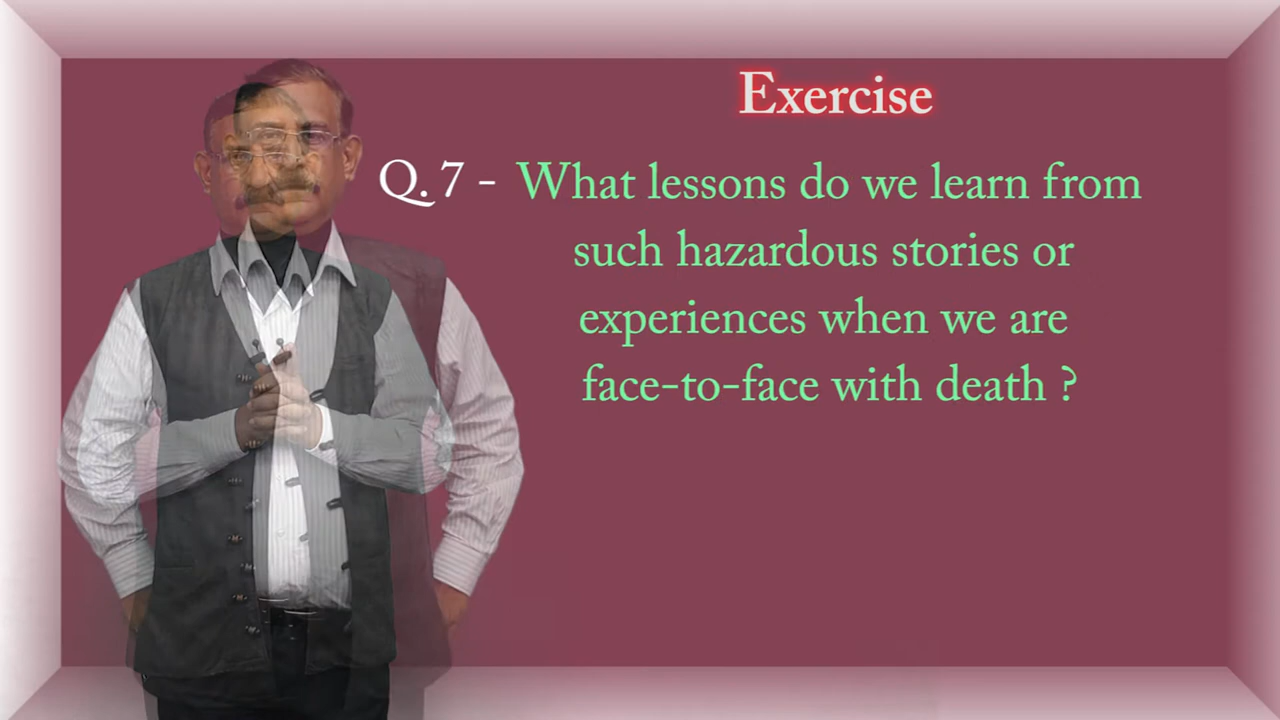 Exercise
Q. 7 - What lessons do we learn from
such hazardous stories or
experiences when we are
face-to-face with death ?